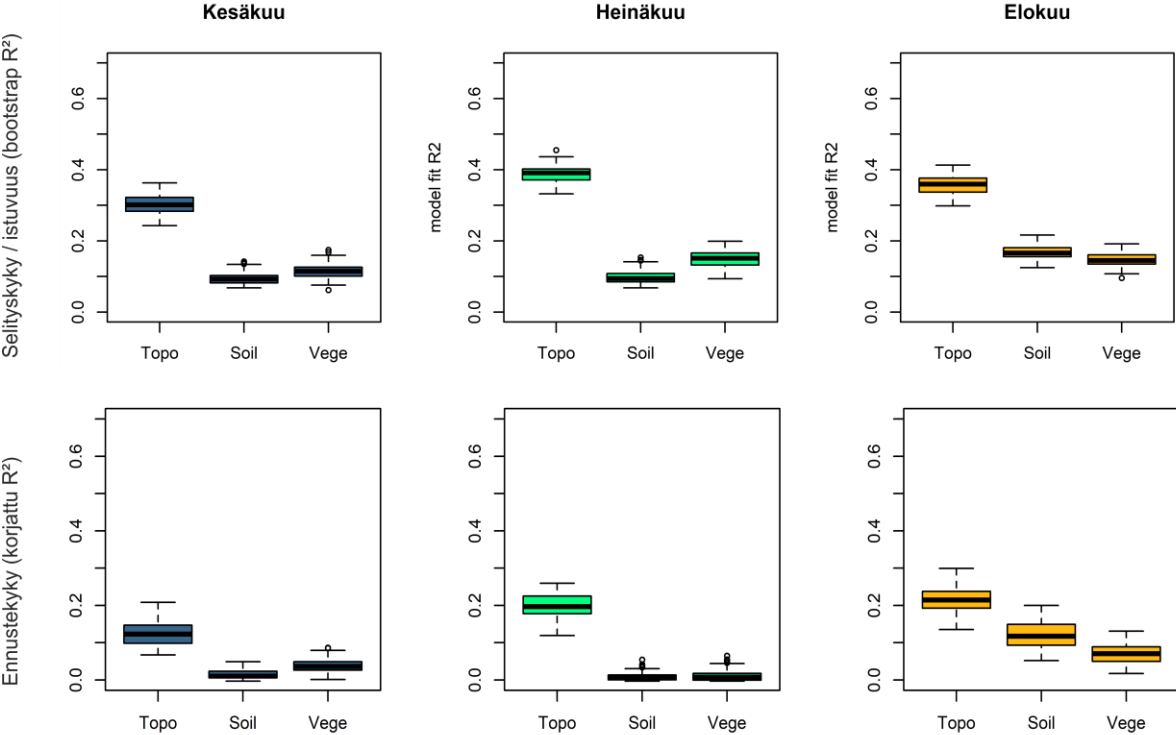 Kesäkuu
Heinäkuu
Elokuu
Selityskyky / istuvuus (bootstrap R²)
0.6
0.4
0.2
0.0
Topo Soil Vege
model fit R2
0.6
0.4
0.2
0.0
Topo Soil Vege
model fit R2
0.6
0.4
0.2
0.0
Topo Soil Vege
Ennustekyky (korjattu R²)
0.6
0.4
0.2
0.0
Topo Soil Vege
0.6
0.4
0.2
0.0
Topo Soil Vege
0.6
0.4
0.2
0.0
Topo Soil Vege